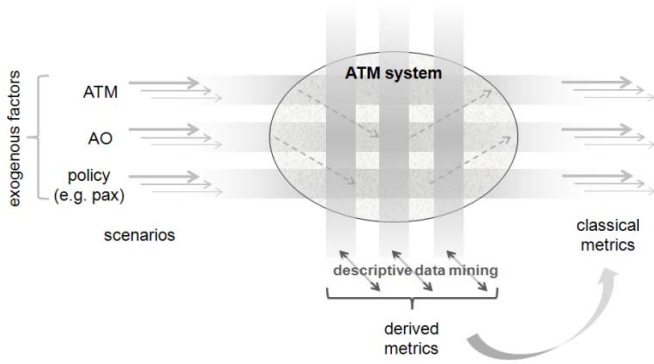 exogenous factors
ATM
AO
policy
(e.g. pax)
scenarios
ATM system
descriptive data mining
derived
metrics
classical
metrics